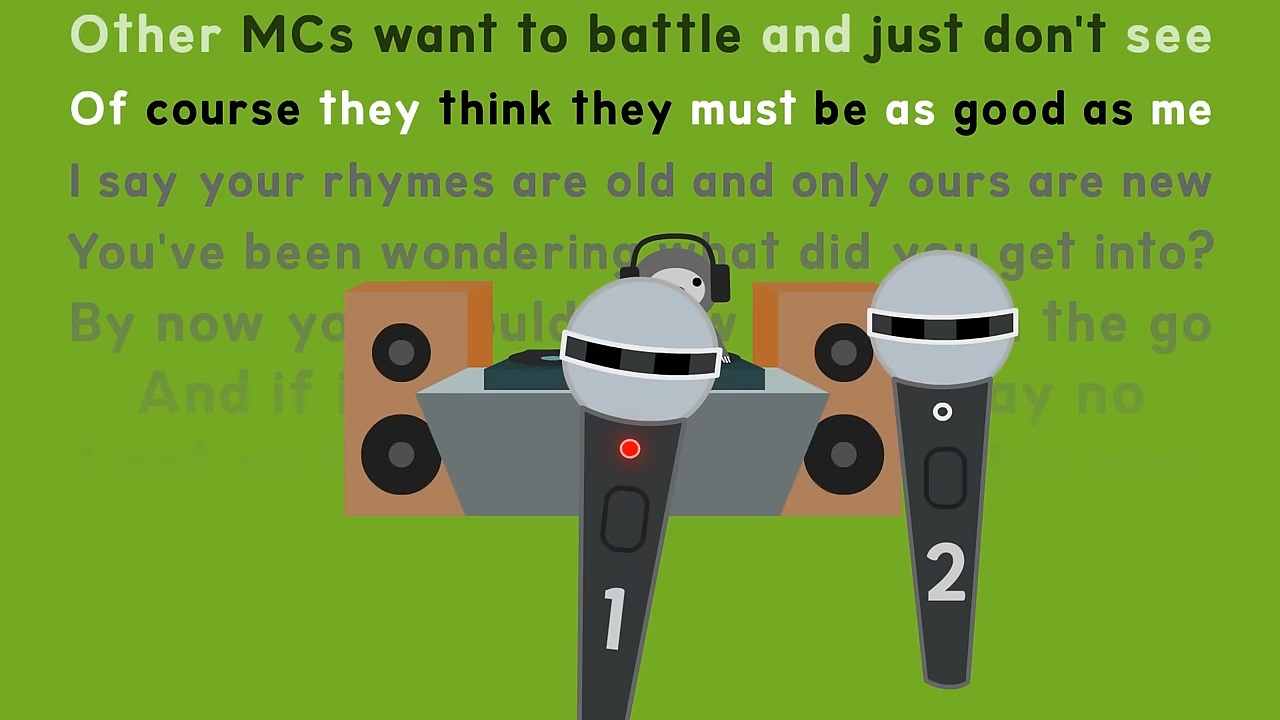 Other MCs want to battle and just don't see
Of course they think they must be as good as me
I say your rhymes are old and only ours are new
You've been wondering what did you get into?
By now the go
And if no
1
2